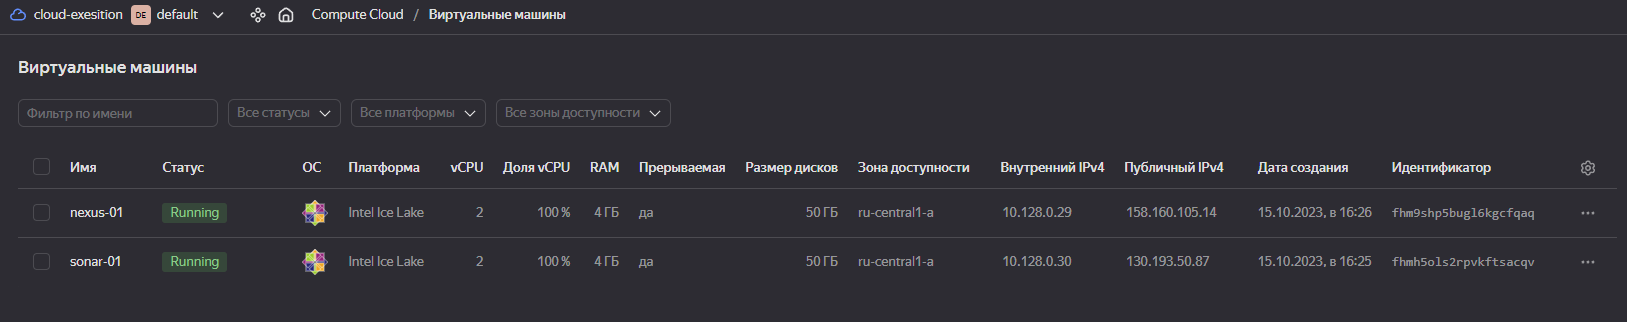 cloud-exesition DE default Compute Cloud / Виртуальные машины
Виртуальные машины
Фильтр по имени Все статусы Все платформы Все зоны доступности
Имя Статус ОС Платформа vCPU Доля vCPU RAM Прерываемая Размер дисков Зона доступности Внутренний IPv4 Публичный IPv4 Дата создания Идентификатор
nexus-01 Running Intel Ice Lake 2 100 % 4 ГБ да 50 ГБ ru-central1-a 10.128.0.29 158.160.105.14 15.10.2023, в 16:26 fhm9shp5bugl6kgcfqaq
sonar-01 Running Intel Ice Lake 2 100 % 4 ГБ да 50 ГБ ru-central1-a 10.128.0.30 130.193.50.87 15.10.2023, в 16:25 fhmh5ols2rpvkftsacqv